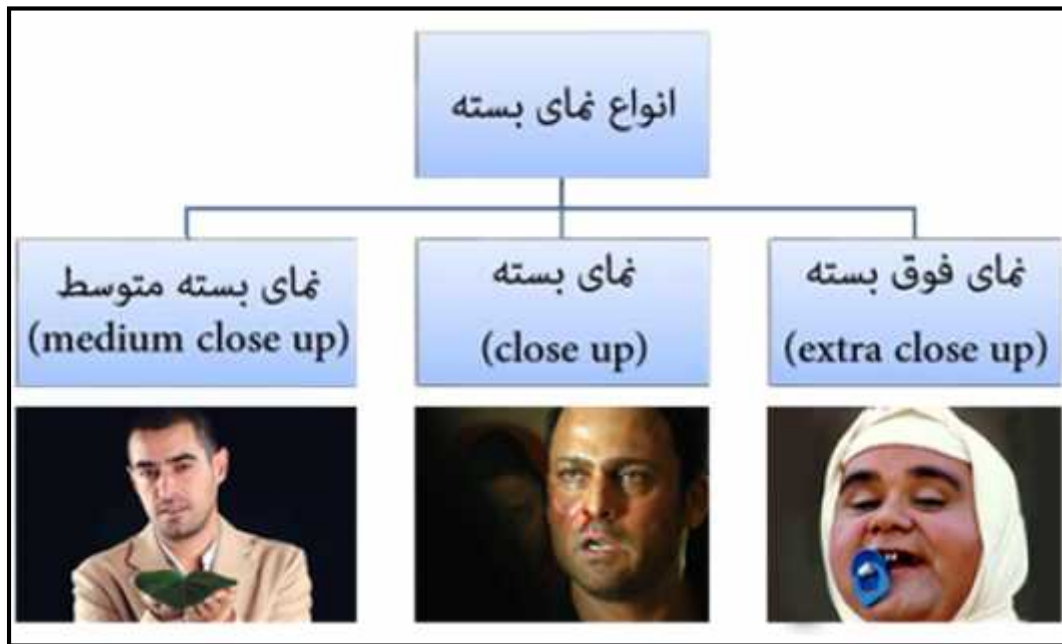 انواع نمای بسته
نمای فوق بسته
(extra close up)
نمای بسته
(close up)
نمای بسته متوسط
(medium close up)